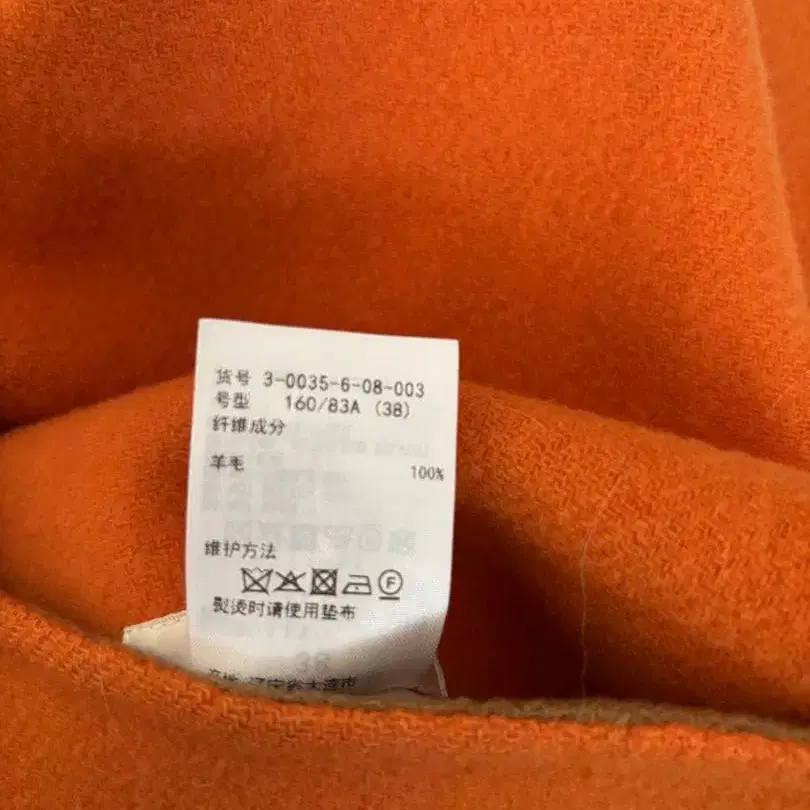 货号 3-0035-6-08-003
号型 160/83A (38)
纤维成分
羊毛 100%
维护方法
F
熨烫时请使用垫布
38